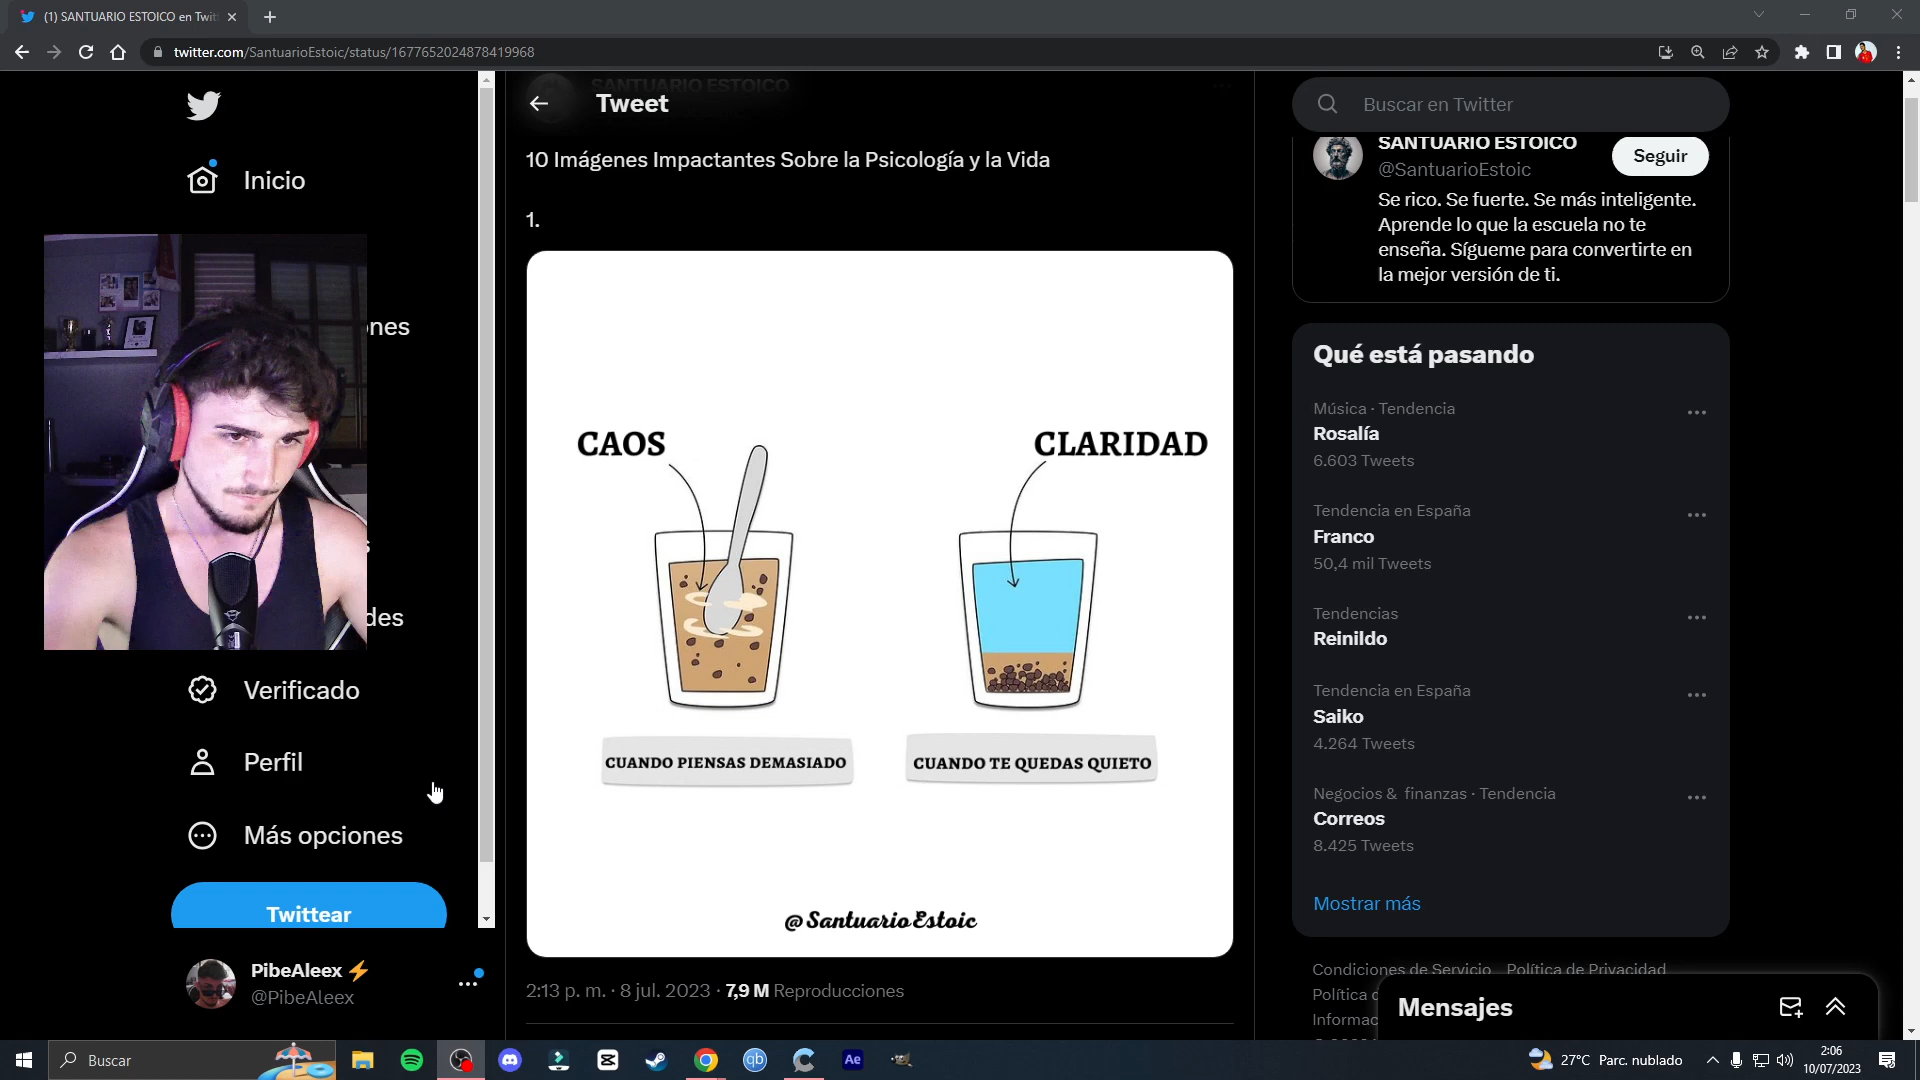 (1) SANTUARIO ESTOICO en Twit
twitter.com/SantuarioEstoic/status/1677652024878419968
Inicio
nes
des
Verificado
Perfil
Más opciones
Twittear
PibeAleex
@PibeAleex
SANTUARIO ESTOICO
Tweet
10 Imágenes Impactantes Sobre la Psicología y la Vida
1.
CAOS
CLARIDAD
CUANDO PIENSAS DEMASIADO
CUANDO TE QUEDAS QUIETO
@SantuarioEstoic
2:13 p. m. · 8 jul. 2023 · 7,9 M Reproducciones
Buscar en Twitter
SANTUARIO ESTOICO
@SantuarioEstoic
Seguir
Se rico. Se fuerte. Se más inteligente.
Aprende lo que la escuela no te
enseña. Sígueme para convertirte en
la mejor versión de ti.
Qué está pasando
Música · Tendencia
Rosalía
6.603 Tweets
Tendencia en España
Franco
50,4 mil Tweets
Tendencias
Reinildo
Tendencia en España
Saiko
4.264 Tweets
Negocios & finanzas · Tendencia
Correos
8.425 Tweets
Mostrar más
Condiciones de Servicio Política de Privacidad
Política
Informac
Mensajes
Buscar
qb
Ae
27°C Parc. nublado
2:06
10/07/2023